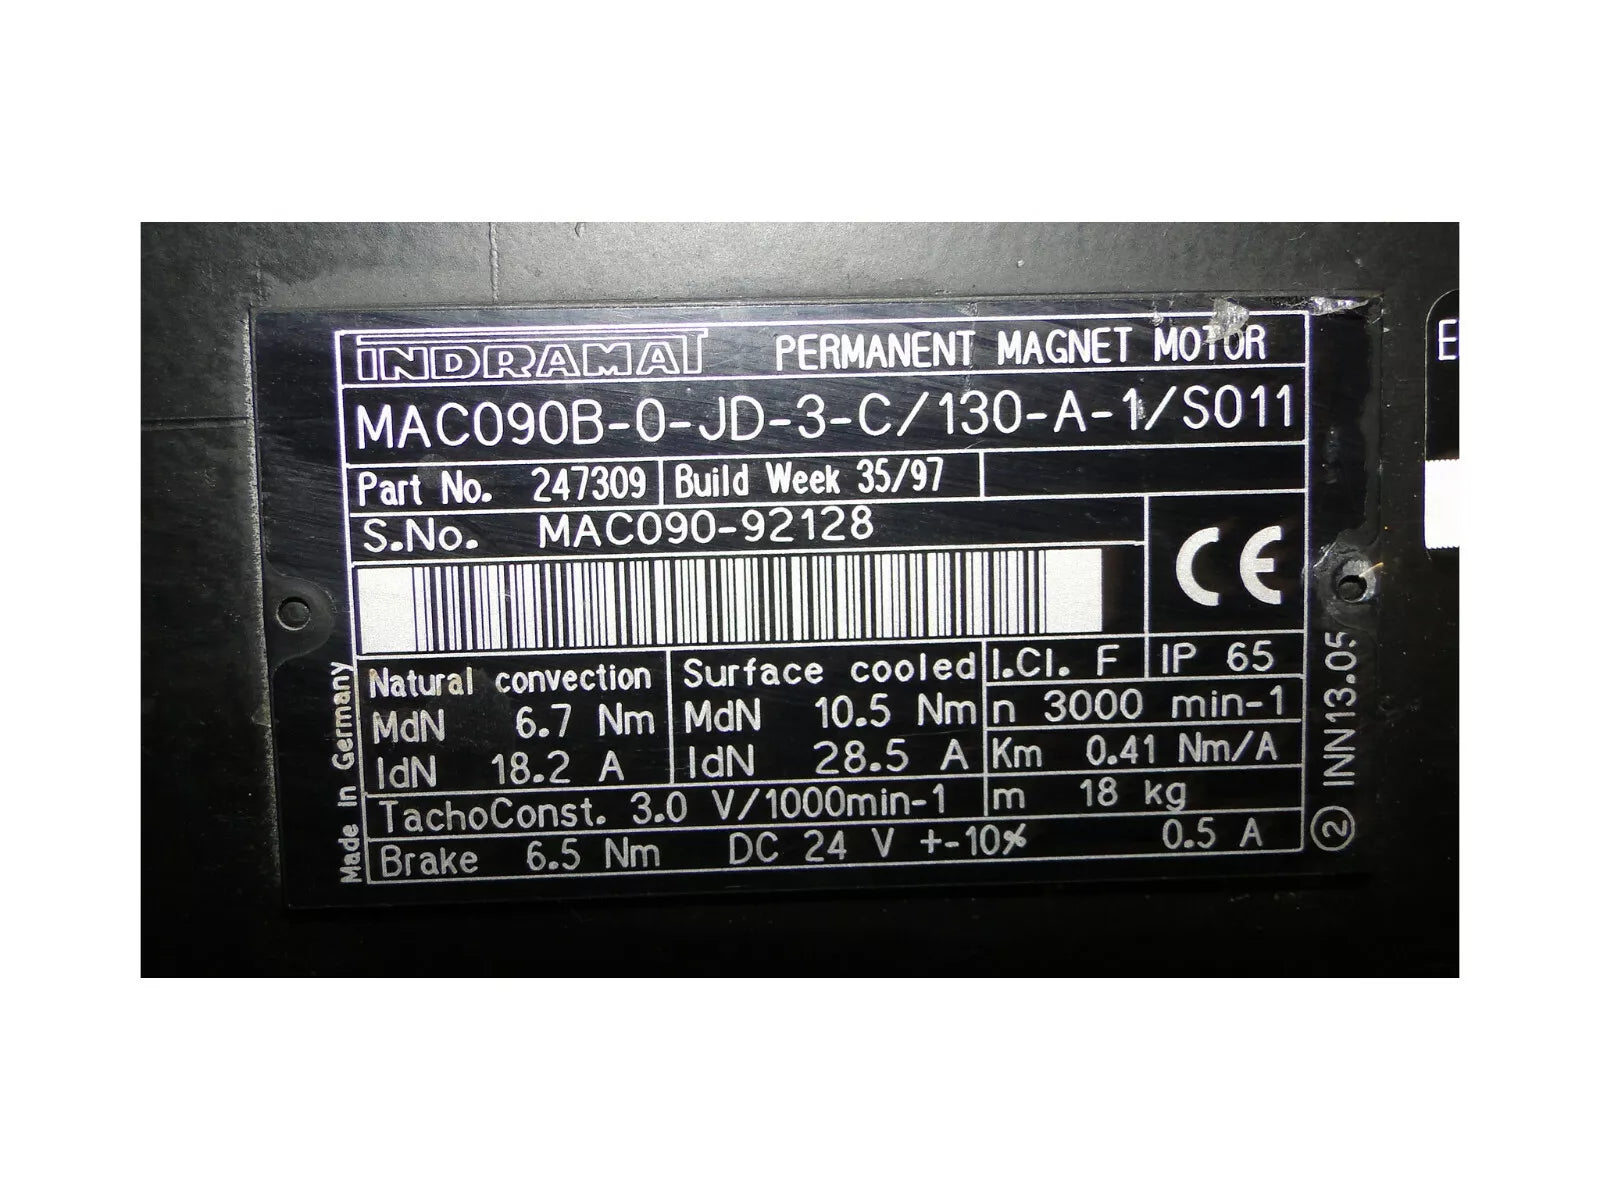 INDRAMAT PERMANENT MAGNET MOTOR
MAC090B-0-JD-3-C/130-A-1/S011
Part No. 247309 Build Week 35/97
S.No. MAC090-92128
CE
Natural convection Surface cooled I.Cl. F IP 65
MdN 6.7 Nm MdN 10.5 Nm n 3000 min-1
IdN 18.2 A IdN 28.5 A Km 0.41 Nm/A
TachoConst. 3.0 V/1000min-1 m 18 kg
Brake 6.5 Nm DC 24 V +-10% 0.5 A
Made in Germany
2 INN13.05